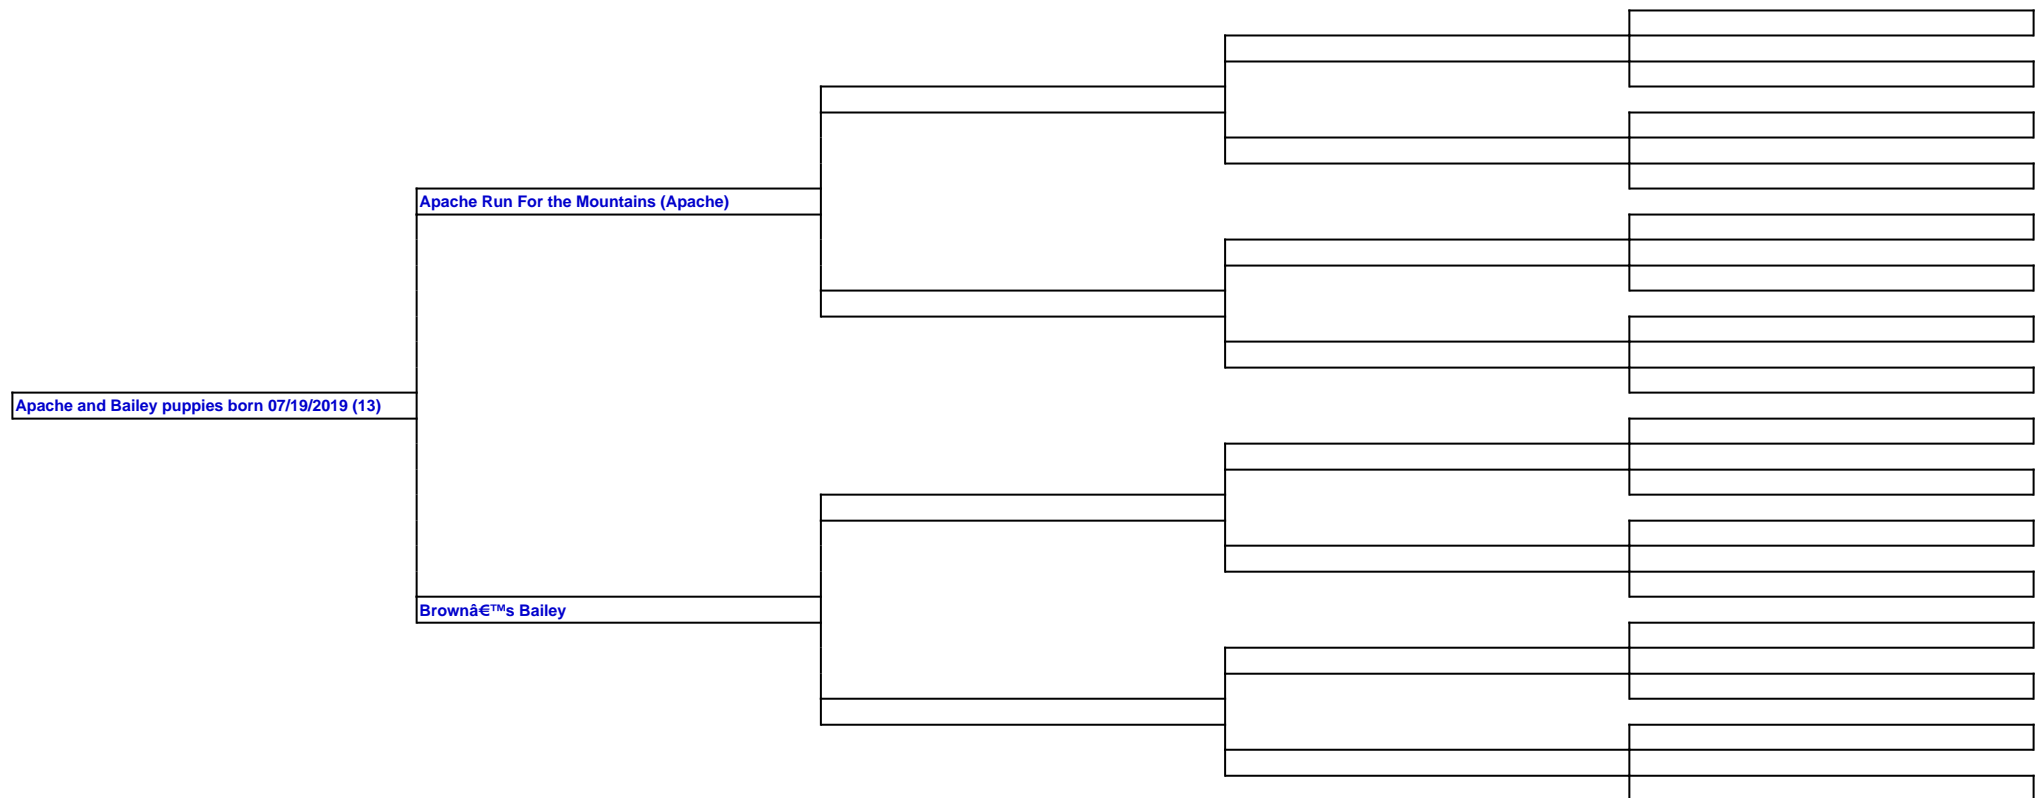 Apache Run For the Mountains (Apache)
Apache and Bailey puppies born 07/19/2019 (13)
Brownâ€™s Bailey